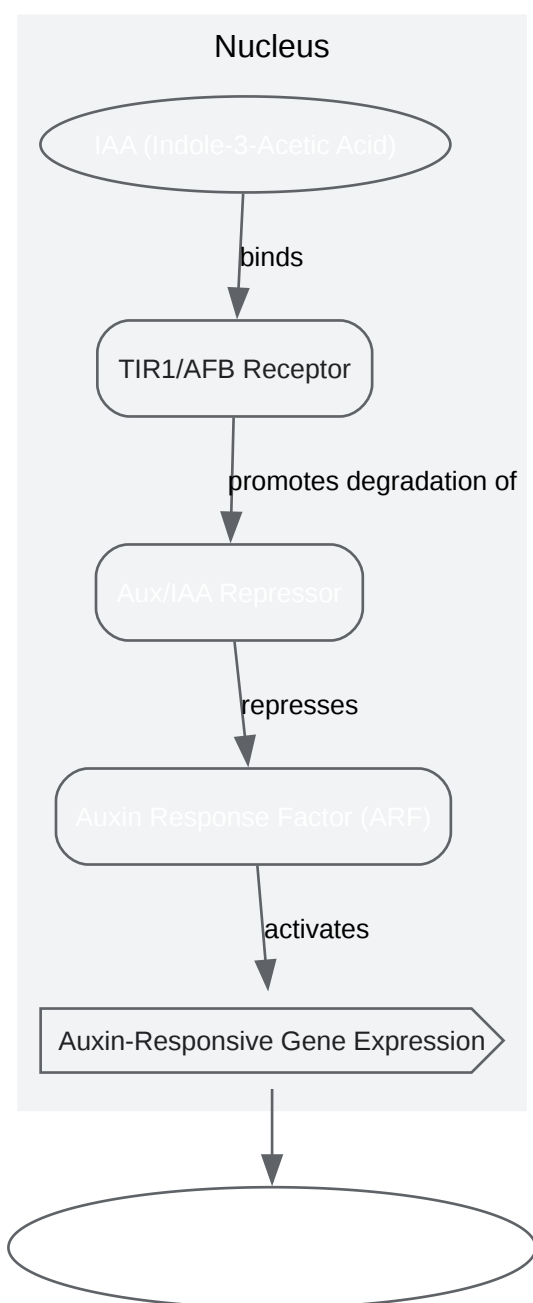 Nucleus
IAA (Indole-3-Acetic Acid)
binds
TIR1/AFB Receptor
promotes degradation of
Aux/IAA Repressor
represses
Auxin Response Factor (ARF)
activates
Auxin-Responsive Gene Expression